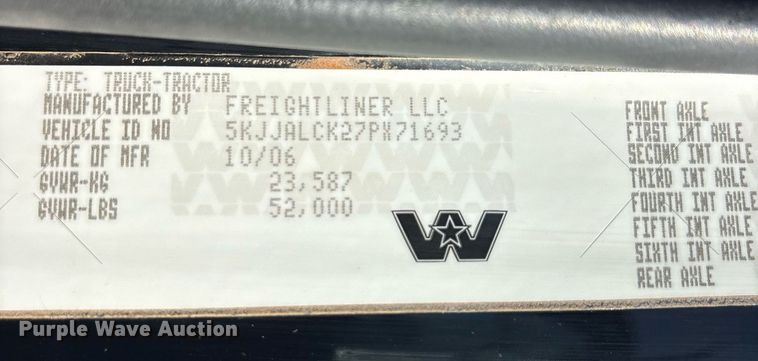 TYPE: TRUCK-TRACTOR
MANUFACTURED BY FREIGHTLINER LLC
VEHICLE ID NO 5KJJALCK27PX71693
DATE OF MFR 10/06
GVWR-KG 23,587
GVWR-LBS 52,000
FRONT AXLE
FIRST INT AXLE
SECOND INT AXLE
THIRD INT AXLE
FOURTH INT AXLE
FIFTH INT AXLE
SIXTH INT AXLE
REAR AXLE
W
Purple Wave Auction